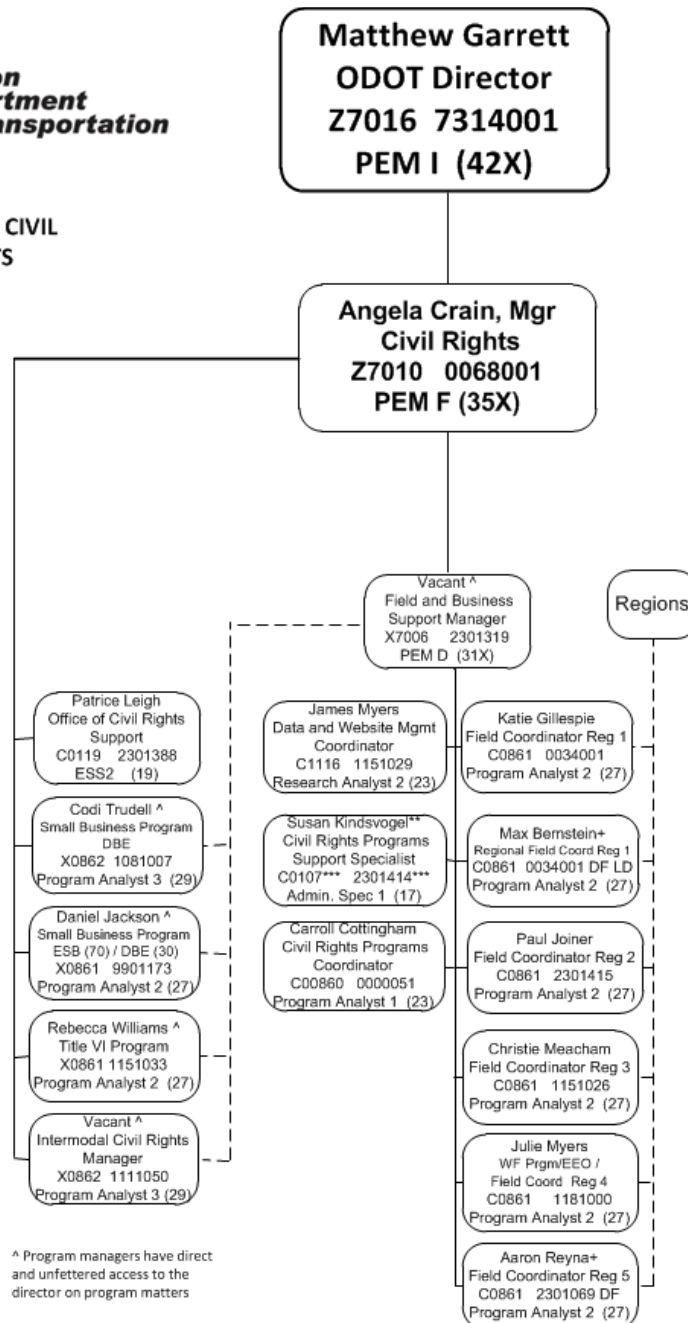 Matthew Garrett
ODOT Director
Z7016 7314001
PEM I (42X)
on
rtment
ansportation
CIVIL
TS
Angela Crain, Mgr
Civil Rights
Z7010 0068001
PEM F (35X)
Vacant ^
Field and Business
Support Manager
X7006 2301319
PEM D (31X)
Regions
Patrice Leigh
Office of Civil Rights
Support
C0119 2301388
ESS2 (19)
Codi Trudell ^
Small Business Program
DBE
X0862 1081007
Program Analyst 3 (29)
Daniel Jackson ^
Small Business Program
ESB (70) / DBE (30)
X0861 9901173
Program Analyst 2 (27)
Rebecca Williams ^
Title VI Program
X0861 1151033
Program Analyst 2 (27)
Vacant ^
Intermodal Civil Rights
Manager
X0862 1111050
Program Analyst 3 (29)
James Myers
Data and Website Mgmt
Coordinator
C1116 1151029
Research Analyst 2 (23)
Susan Kindsvogel**
Civil Rights Programs
Support Specialist
C0107*** 2301414***
Admin. Spec 1 (17)
Carroll Cottingham
Civil Rights Programs
Coordinator
C00860 0000051
Program Analyst 1 (23)
Katie Gillespie
Field Coordinator Reg 1
C0861 0034001
Program Analyst 2 (27)
Max Bernstein+
Regional Field Coord Reg 1
C0861 0034001 DF LD
Program Analyst 2 (27)
Paul Joiner
Field Coordinator Reg 2
C0861 2301415
Program Analyst 2 (27)
Christie Meacham
Field Coordinator Reg 3
C0861 1151026
Program Analyst 2 (27)
Julie Myers
WF Prgm/EEO /
Field Coord Reg 4
C0861 1181000
Program Analyst 2 (27)
Aaron Reyna+
Field Coordinator Reg 5
C0861 2301069 DF
Program Analyst 2 (27)
^ Program managers have direct
and unfettered access to the
director on program matters